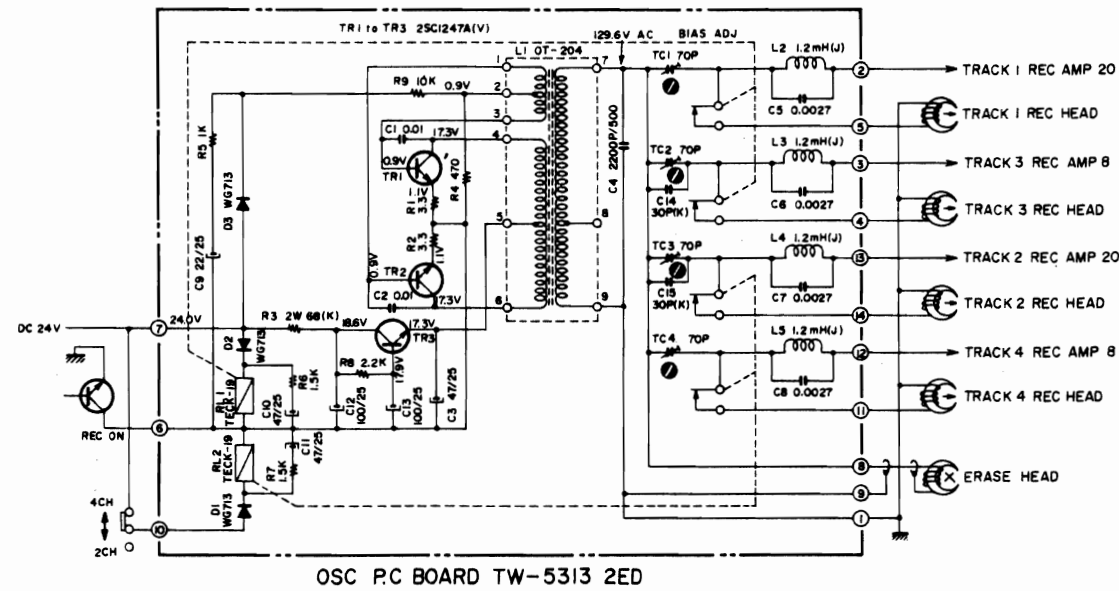 TR1 to TR3 2SC1247A(V)
L1 OT-204
129.6V AC
BIAS ADJ
TC1 70P
L2 1.2mH(J)
C5 0.0027
2
TRACK 1 REC AMP 20
5
TRACK 1 REC HEAD
1
2
3
4
5
6
7
8
9
R9 10K
0.9V
R5 1K
D3 WG713
C9 22/25
C1 0.01
17.3V
0.9V
TR1
1.1V
R1
3.3
R4 470
R2
3.3
1.1V
0.9V
TR2
C2 0.01
17.3V
C4 2200P/500
TC2 70P
C14
30P(K)
L3 1.2mH(J)
C6 0.0027
3
TRACK 3 REC AMP 8
4
TRACK 3 REC HEAD
TC3 70P
C15
30P(K)
L4 1.2mH(J)
C7 0.0027
13
TRACK 2 REC AMP 20
14
TRACK 2 REC HEAD
TC4 70P
L5 1.2mH(J)
C8 0.0027
12
TRACK 4 REC AMP 8
11
TRACK 4 REC HEAD
DC 24V
7
24.0V
R3 2W 68(K)
18.6V
17.3V
TR3
D2
WG713
R8 2.2K
17.9V
RL1
TECK-19
R6
1.5K
C10
47/25
C12
100/25
C13
100/25
C3 47/25
REC ON
6
RL2
TECK-19
C11
47/25
R7
1.5K
D1
WG713
4CH
2CH
10
8
ERASE HEAD
9
1
OSC P.C BOARD TW-5313 2ED